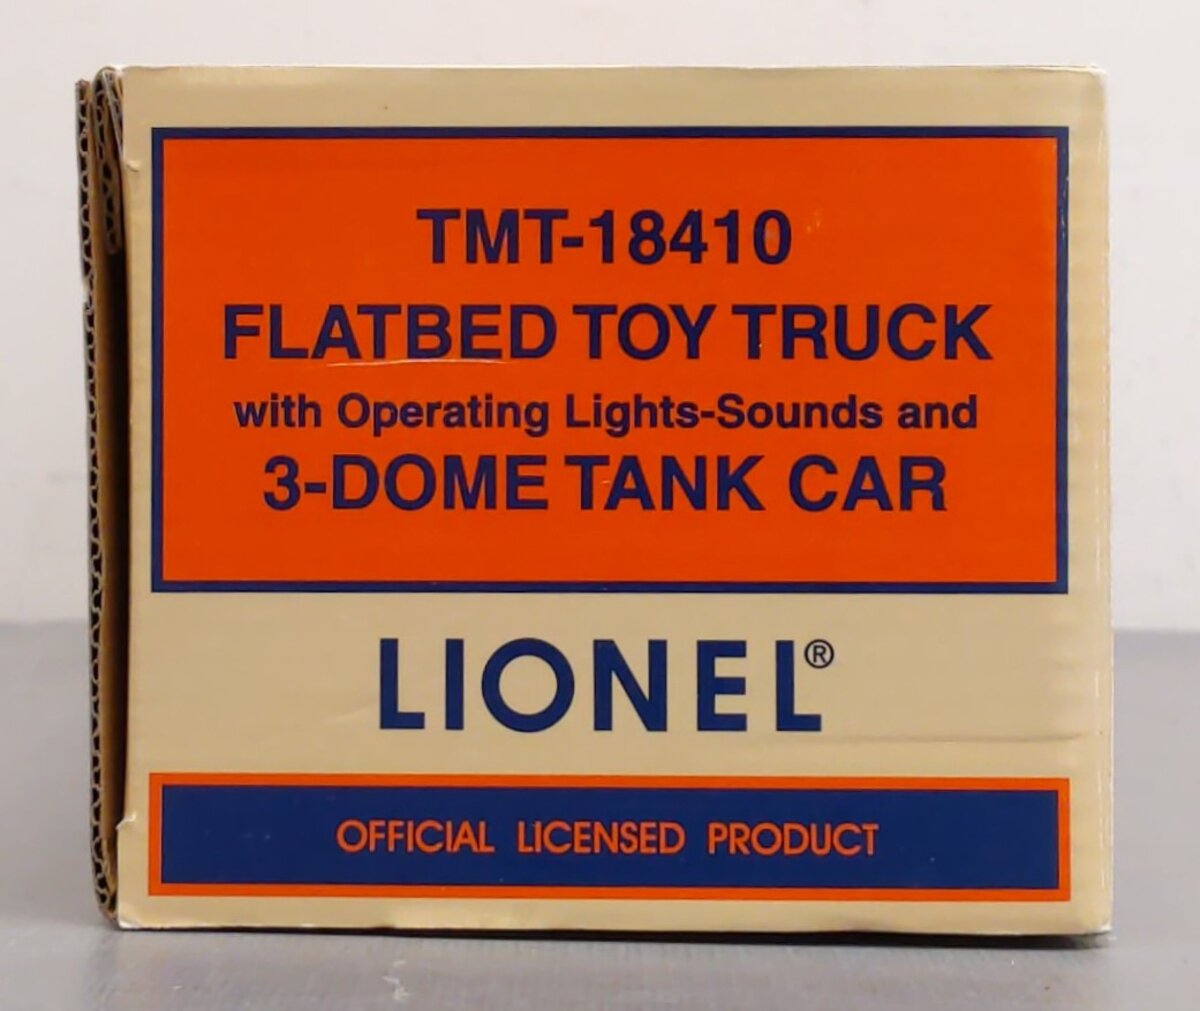 TMT-18410
FLATBED TOY TRUCK
with Operating Lights-Sounds and
3-DOME TANK CAR
LIONEL®
OFFICIAL LICENSED PRODUCT